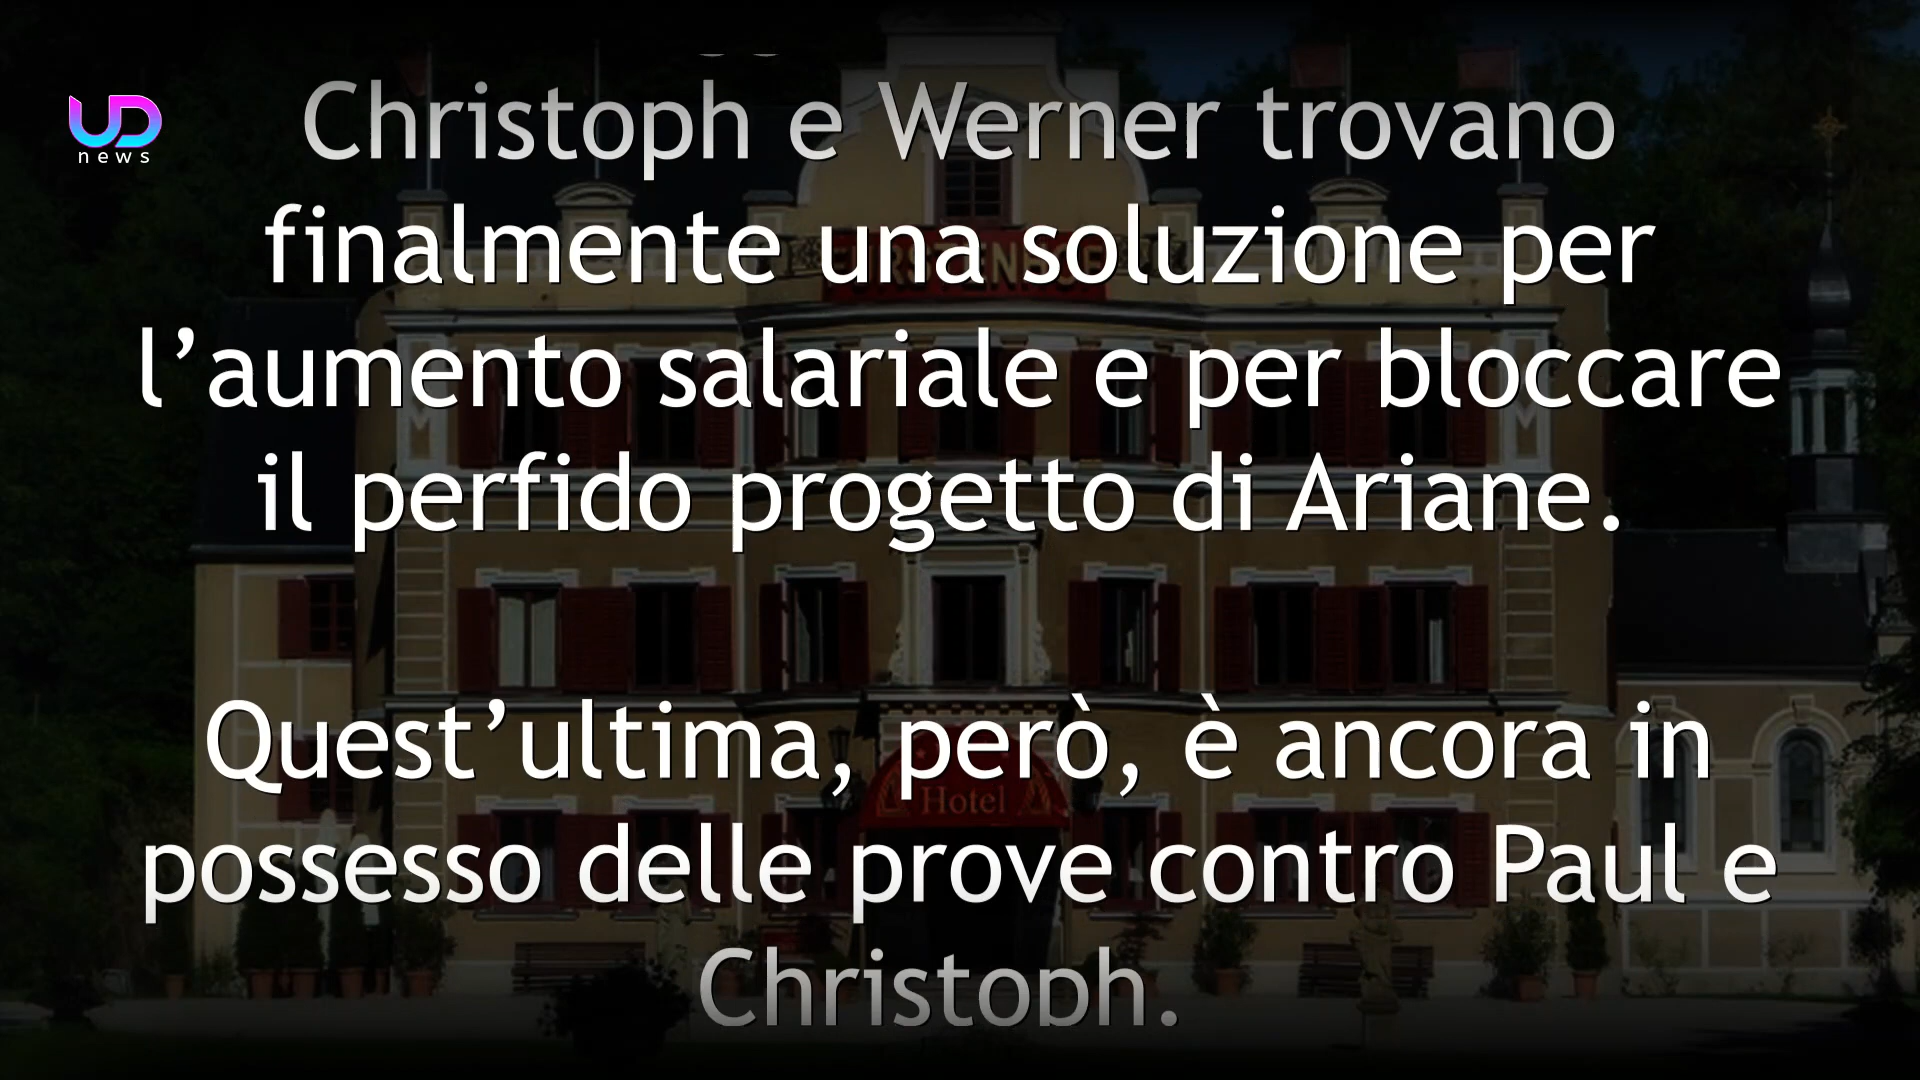 UD
news
Christoph e Werner trovano
finalmente una soluzione per
l’aumento salariale e per bloccare
il perfido progetto di Ariane.
Quest’ultima, però, è ancora in
possesso delle prove contro Paul e
Hotel
Christoph.